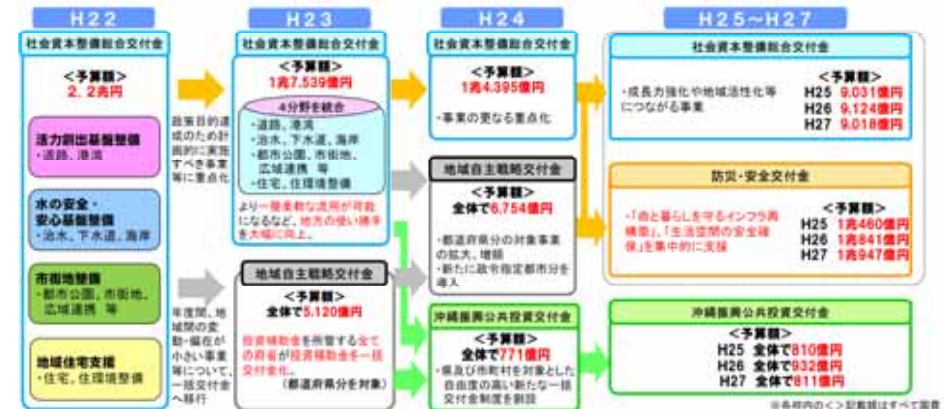 H22
社会資本整備総合交付金
＜予算額＞
2.2兆円
活力創出基盤整備
・道路、港湾
水の安全・
安心基盤整備
・治水、下水道、海岸
市街地整備
・都市公園、市街地、
広域連携 等
地域住宅支援
・住宅、住環境整備
政策目的達
成のため計
画的に実施
すべき事業
等に重点化
年度間、地
域間の変
動・偏在が
小さい事業
等について、
一括交付金
へ移行
H23
社会資本整備総合交付金
＜予算額＞
1兆7,539億円
4分野を統合
・道路、港湾
・治水、下水道、海岸
・都市公園、市街地、
広域連携 等
・住宅、住環境整備
より一層柔軟な流用が可能
になるなど、地方の使い勝手
を大幅に向上。
地域自主戦略交付金
＜予算額＞
全体で5,120億円
投資補助金を所管する全て
の府省が投資補助金を一括
交付金化。
（都道府県分を対象）
H24
社会資本整備総合交付金
＜予算額＞
1兆4,395億円
・事業の更なる重点化
地域自主戦略交付金
＜予算額＞
全体で6,754億円
・都道府県分の対象事業
の拡大、増額
・新たに政令指定都市分を
導入
沖縄振興公共投資交付金
＜予算額＞
全体で771億円
・県及び市町村を対象とした
自由度の高い新たな一括
交付金制度を創設
H25～H27
社会資本整備総合交付金
・成長力強化や地域活性化等
につながる事業
＜予算額＞
H25 9,031億円
H26 9,124億円
H27 9,018億円
防災・安全交付金
・「命と暮らしを守るインフラ再
構築」、「生活空間の安全確
保」を集中的に支援
＜予算額＞
H25 1兆460億円
H26 1兆841億円
H27 1兆947億円
沖縄振興公共投資交付金
＜予算額＞
H25 全体で810億円
H26 全体で932億円
H27 全体で811億円
※各枠内の＜＞記載額はすべて国費